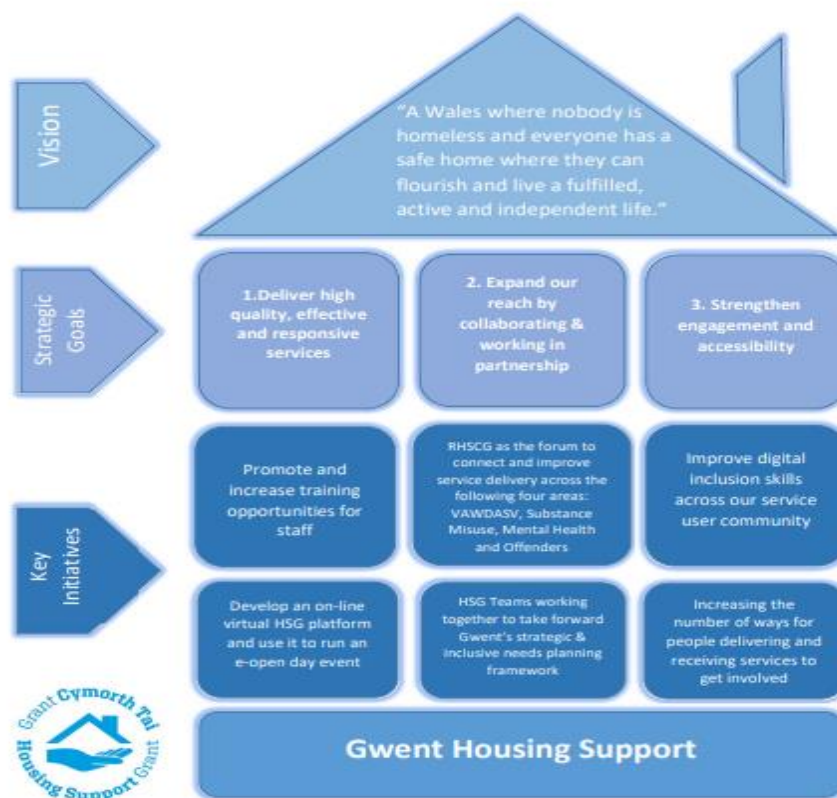 Vision
"A Wales where nobody is
homeless and everyone has a
safe home where they can
flourish and live a fulfilled,
active and independent life."
Strategic
Goals
1.Deliver high
quality, effective
and responsive
services
2. Expand our
reach by
collaborating &
working in
partnership
3. Strengthen
engagement and
accessibility
Key
Initiatives
Promote and
increase training
opportunities for
staff
RHSCG as the forum to
connect and improve
service delivery across the
following four areas:
VAWDASV, Substance
Misuse, Mental Health
and Offenders
Improve digital
inclusion skills
across our service
user community
Develop an on-line
virtual HSG platform
and use it to run an
e-open day event
HSG Teams working
together to take forward
Gwent's strategic &
inclusive needs planning
framework
Increasing the
number of ways for
people delivering and
receiving services to
get involved
Grant Cymorth Tai
Housing Support Grant
Gwent Housing Support